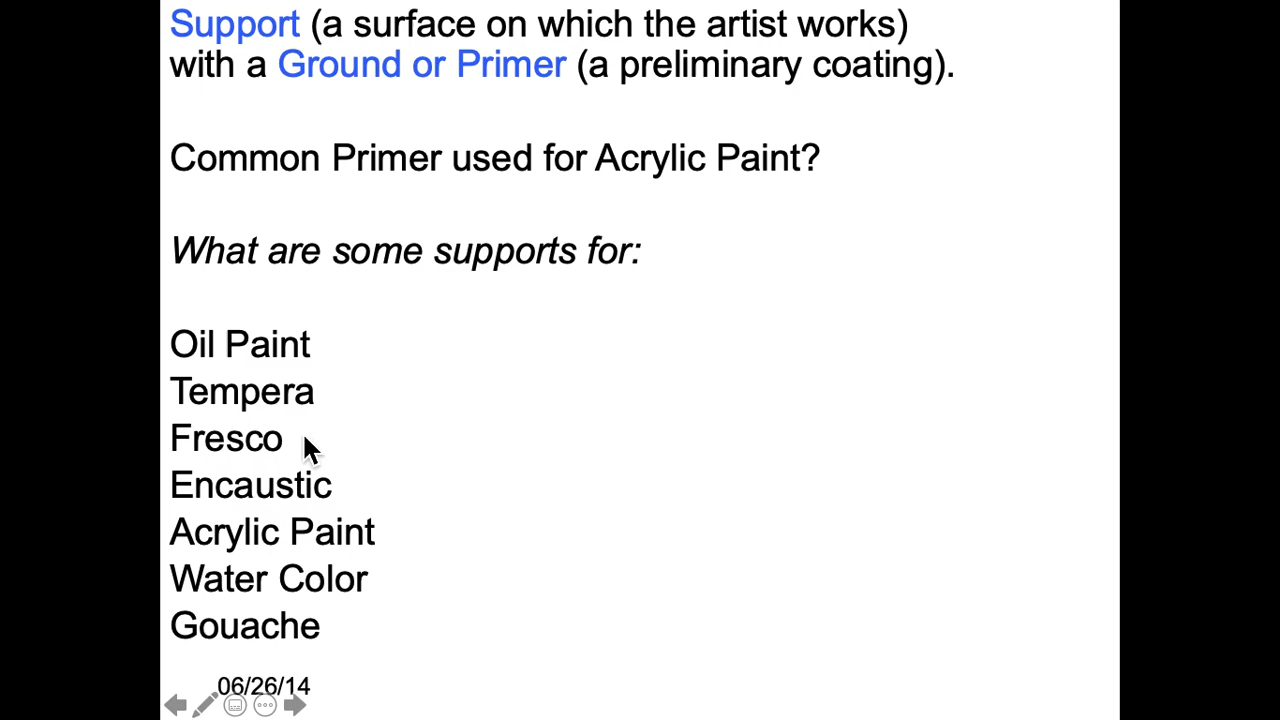 Support (a surface on which the artist works)
with a Ground or Primer (a preliminary coating).
Common Primer used for Acrylic Paint?
What are some supports for:
Oil Paint
Tempera
Fresco
Encaustic
Acrylic Paint
Water Color
Gouache
06/26/14